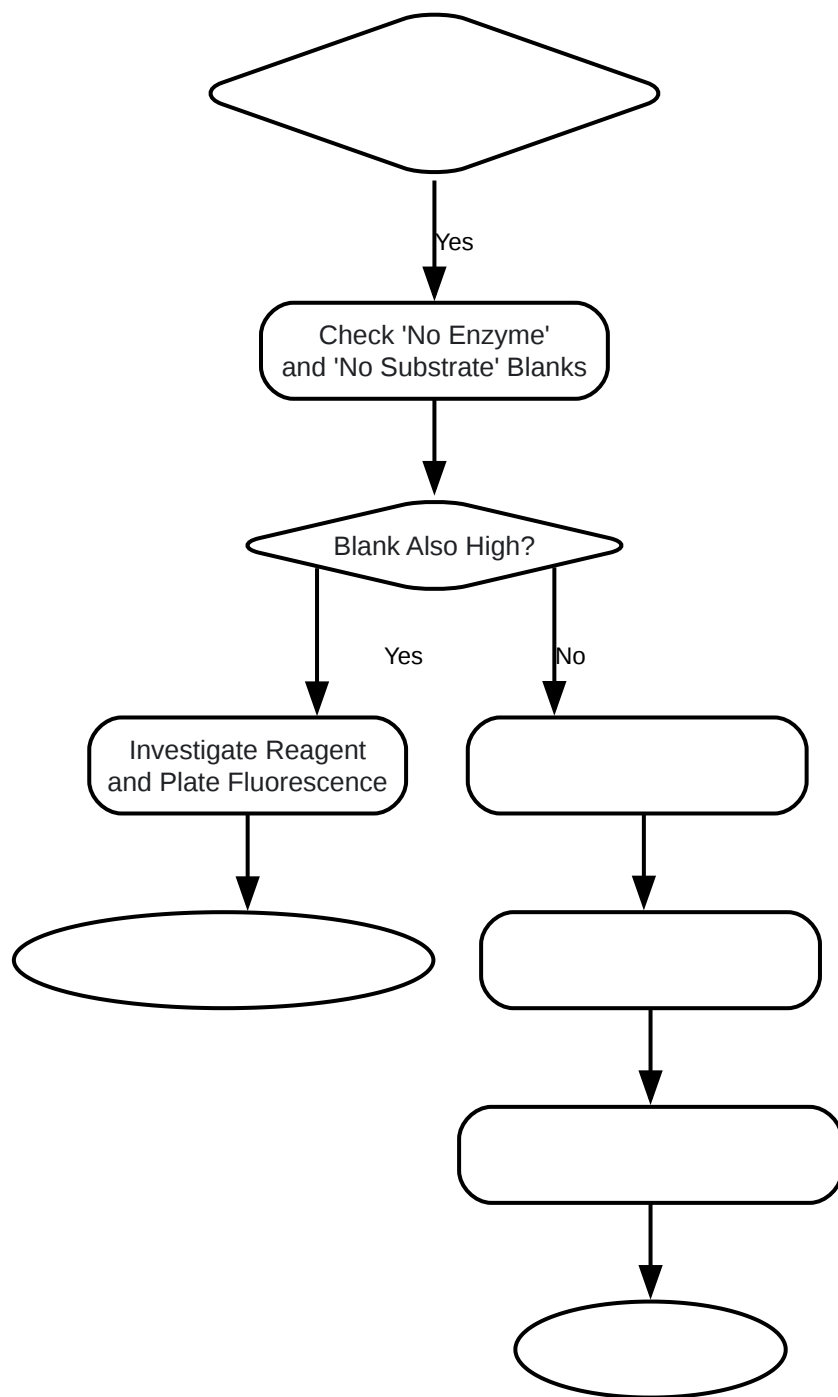 Yes
Check 'No Enzyme'
and 'No Substrate' Blanks
Blank Also High?
Yes
No
Investigate Reagent
and Plate Fluorescence